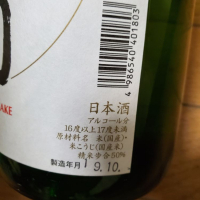 AKE
4 986540 401803
日本酒
アルコール分
16度以上17度未満
原材料名 米(国産)・
米こうじ(国産米)
精米歩合50%
製造年月 19.10.